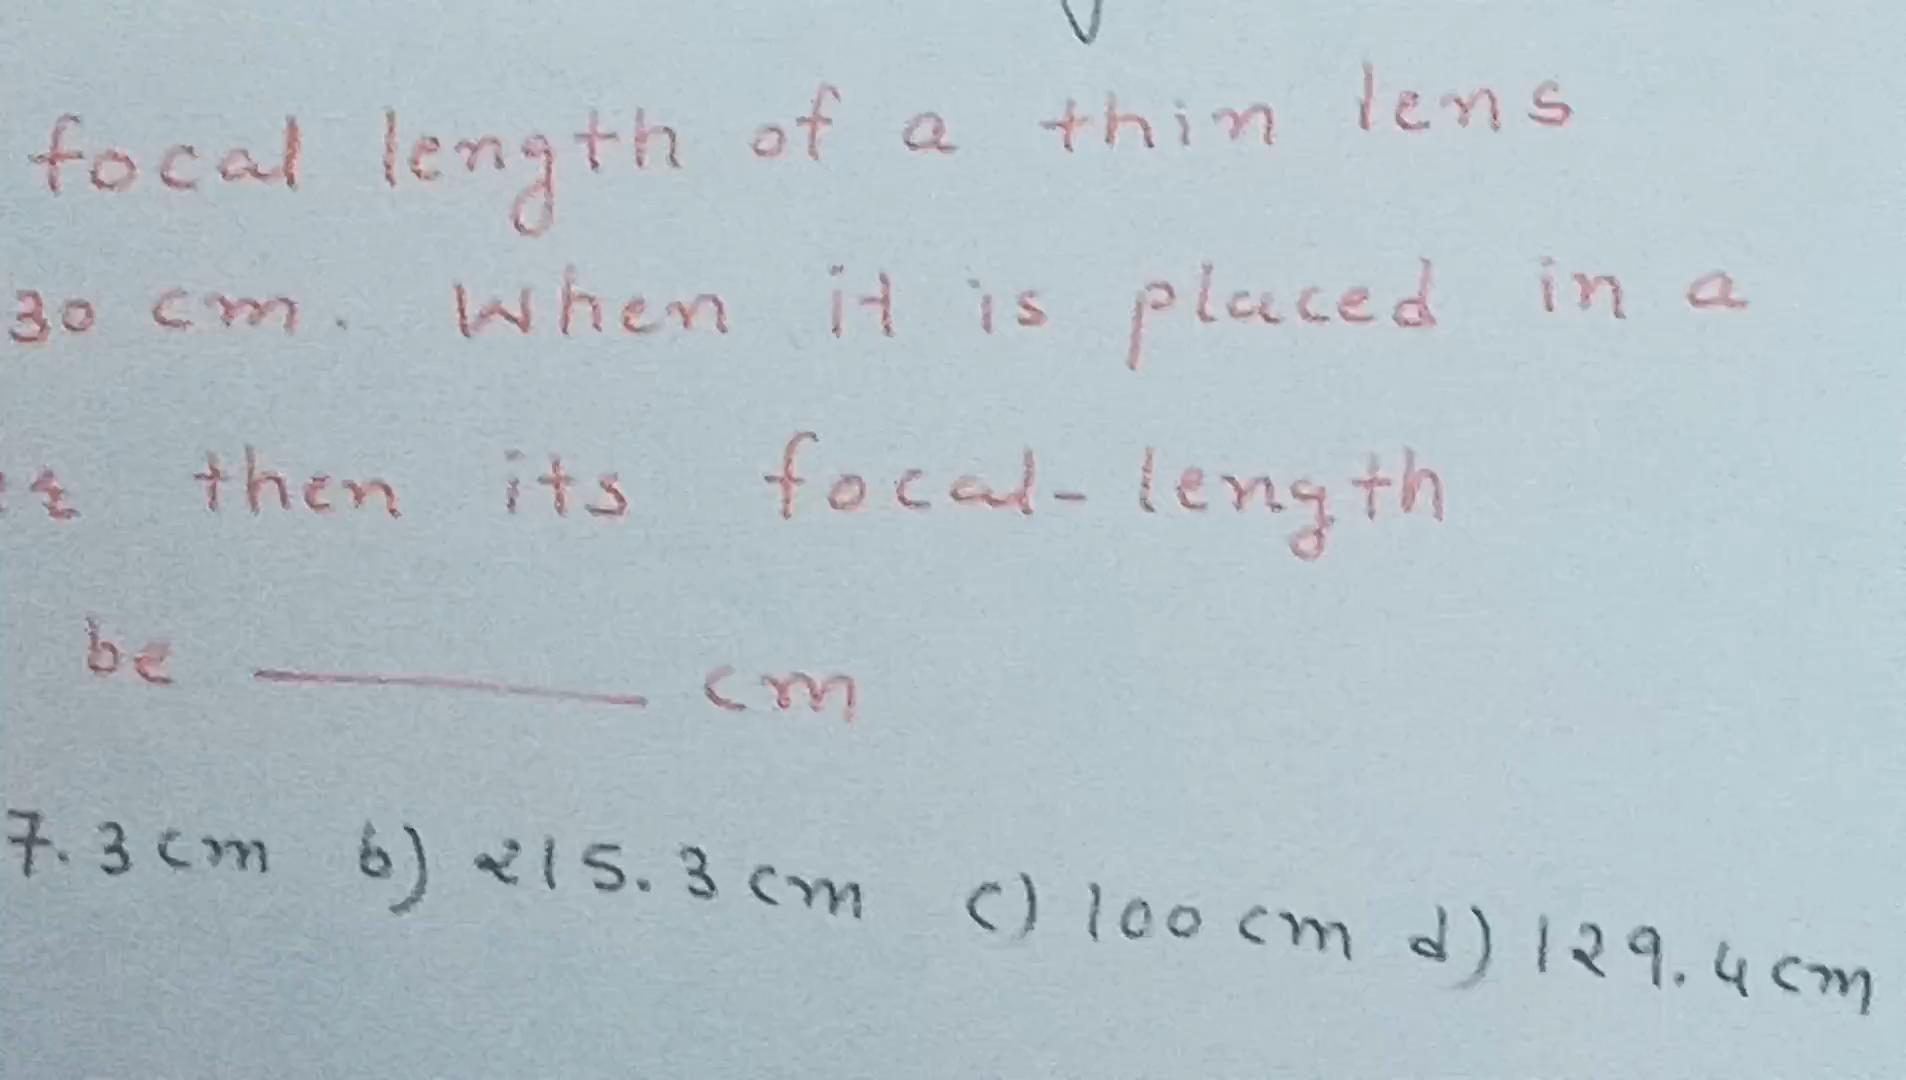 focal length of a thin lens
30 cm. When it is placed in a
then its focal-length
be ______ cm
7.3 cm b) 215.3 cm c) 100 cm d) 129.4 cm